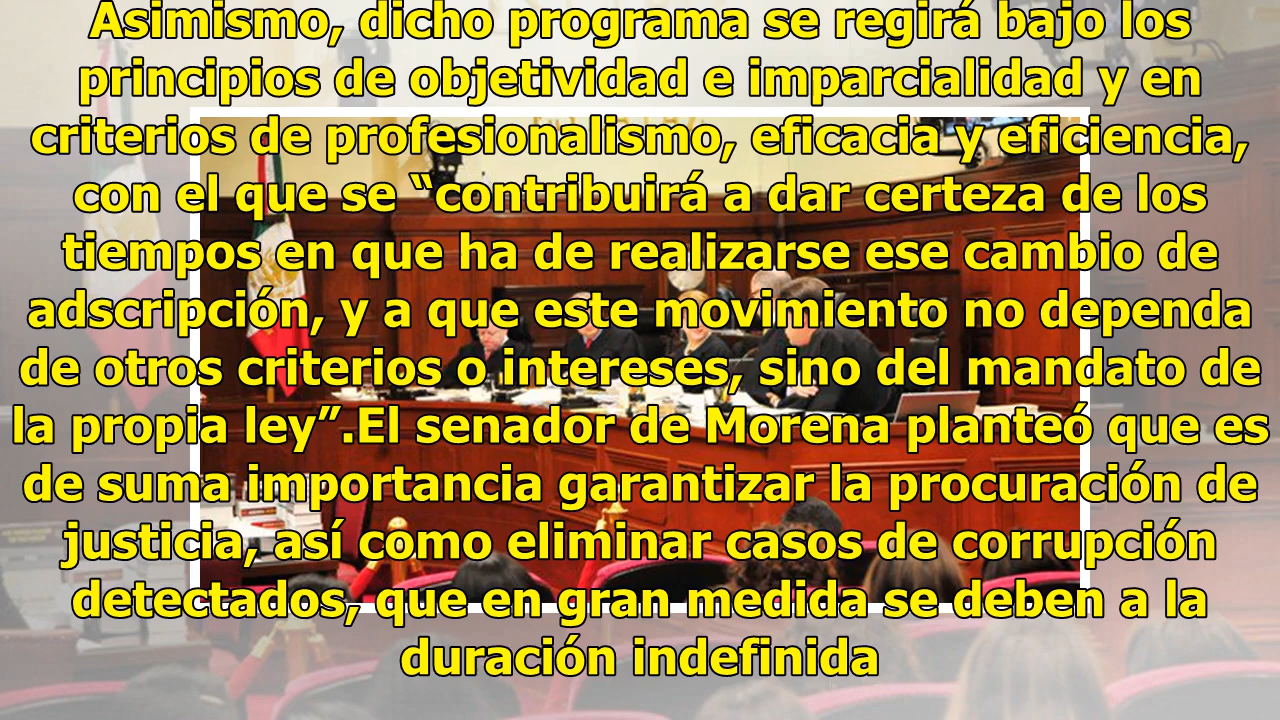 Asimismo, dicho programa se regirá bajo los
principios de objetividad e imparcialidad y en
criterios de profesionalismo, eficacia y eficiencia,
con el que se “contribuirá a dar certeza de los
tiempos en que ha de realizarse ese cambio de
adscripción, y a que este movimiento no dependa
de otros criterios o intereses, sino del mandato de
la propia ley”.El senador de Morena planteó que es
de suma importancia garantizar la procuración de
justicia, así como eliminar casos de corrupción
detectados, que en gran medida se deben a la
duración indefinida